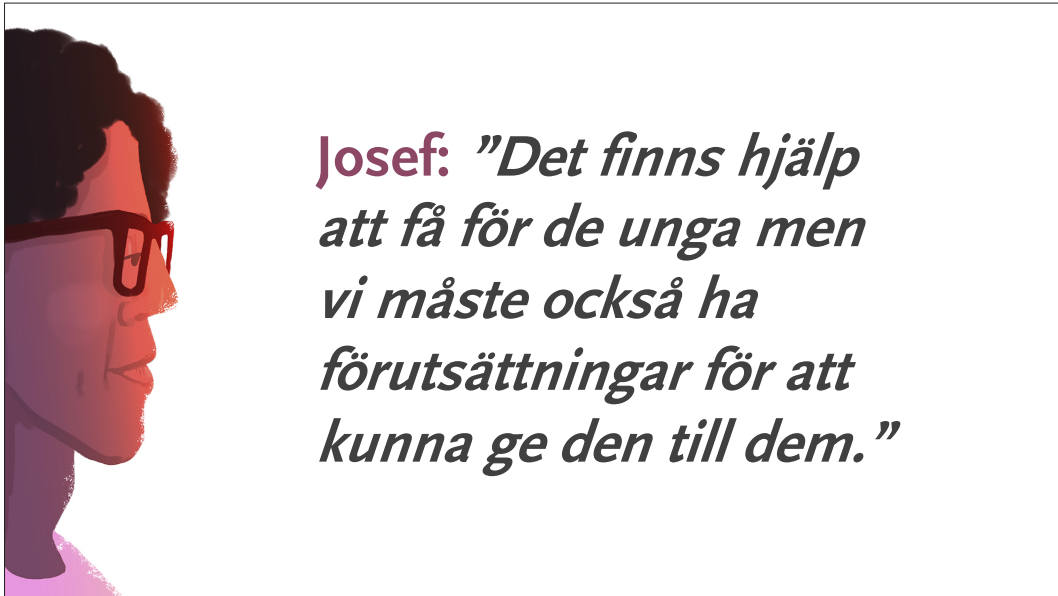 Josef: ”Det finns hjälp
att få för de unga men
vi måste också ha
förutsättningar för att
kunna ge den till dem.”